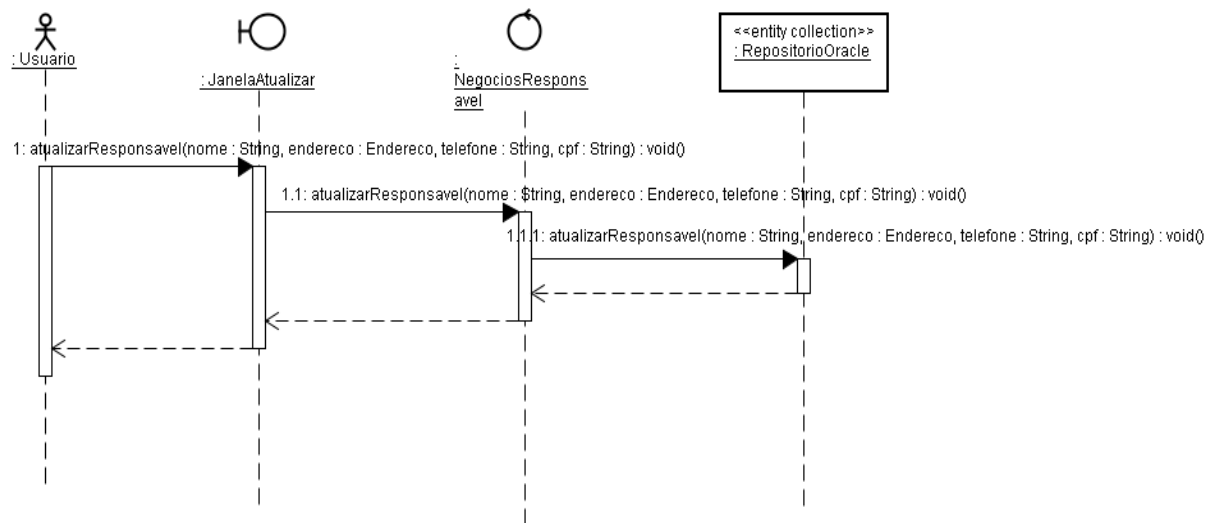 <<entity collection>>
: RepositorioOracle
: Usuario
: JanelaAtualizar
:
NegociosRespons
avel
1: atualizarResponsavel(nome : String, endereco : Endereco, telefone : String, cpf : String) : void()
1.1: atualizarResponsavel(nome : String, endereco : Endereco, telefone : String, cpf : String) : void()
1.1.1: atualizarResponsavel(nome : String, endereco : Endereco, telefone : String, cpf : String) : void()